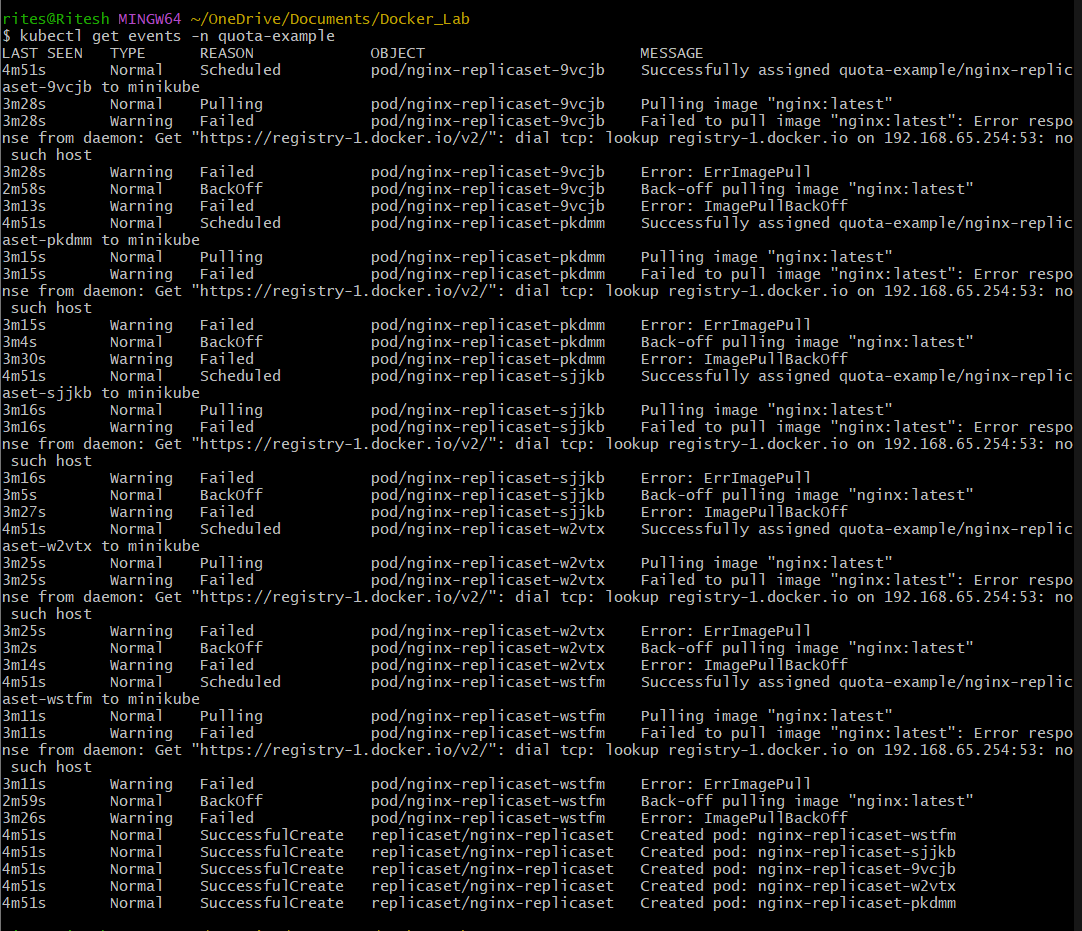 rites@Ritesh MINGW64 ~/OneDrive/Documents/Docker_Lab
$ kubectl get events -n quota-example
LAST SEEN   TYPE      REASON             OBJECT                        MESSAGE
4m51s       Normal    Scheduled          pod/nginx-replicaset-9vcjb    Successfully assigned quota-example/nginx-replic
aset-9vcjb to minikube
3m28s       Normal    Pulling            pod/nginx-replicaset-9vcjb    Pulling image "nginx:latest"
3m28s       Warning   Failed             pod/nginx-replicaset-9vcjb    Failed to pull image "nginx:latest": Error respo
nse from daemon: Get "https://registry-1.docker.io/v2/": dial tcp: lookup registry-1.docker.io on 192.168.65.254:53: no
 such host
3m28s       Warning   Failed             pod/nginx-replicaset-9vcjb    Error: ErrImagePull
2m58s       Normal    BackOff            pod/nginx-replicaset-9vcjb    Back-off pulling image "nginx:latest"
3m13s       Warning   Failed             pod/nginx-replicaset-9vcjb    Error: ImagePullBackOff
4m51s       Normal    Scheduled          pod/nginx-replicaset-pkdmm    Successfully assigned quota-example/nginx-replic
aset-pkdmm to minikube
3m15s       Normal    Pulling            pod/nginx-replicaset-pkdmm    Pulling image "nginx:latest"
3m15s       Warning   Failed             pod/nginx-replicaset-pkdmm    Failed to pull image "nginx:latest": Error respo
nse from daemon: Get "https://registry-1.docker.io/v2/": dial tcp: lookup registry-1.docker.io on 192.168.65.254:53: no
 such host
3m15s       Warning   Failed             pod/nginx-replicaset-pkdmm    Error: ErrImagePull
3m4s        Normal    BackOff            pod/nginx-replicaset-pkdmm    Back-off pulling image "nginx:latest"
3m30s       Warning   Failed             pod/nginx-replicaset-pkdmm    Error: ImagePullBackOff
4m51s       Normal    Scheduled          pod/nginx-replicaset-sjjkb    Successfully assigned quota-example/nginx-replic
aset-sjjkb to minikube
3m16s       Normal    Pulling            pod/nginx-replicaset-sjjkb    Pulling image "nginx:latest"
3m16s       Warning   Failed             pod/nginx-replicaset-sjjkb    Failed to pull image "nginx:latest": Error respo
nse from daemon: Get "https://registry-1.docker.io/v2/": dial tcp: lookup registry-1.docker.io on 192.168.65.254:53: no
 such host
3m16s       Warning   Failed             pod/nginx-replicaset-sjjkb    Error: ErrImagePull
3m5s        Normal    BackOff            pod/nginx-replicaset-sjjkb    Back-off pulling image "nginx:latest"
3m27s       Warning   Failed             pod/nginx-replicaset-sjjkb    Error: ImagePullBackOff
4m51s       Normal    Scheduled          pod/nginx-replicaset-w2vtx    Successfully assigned quota-example/nginx-replic
aset-w2vtx to minikube
3m25s       Normal    Pulling            pod/nginx-replicaset-w2vtx    Pulling image "nginx:latest"
3m25s       Warning   Failed             pod/nginx-replicaset-w2vtx    Failed to pull image "nginx:latest": Error respo
nse from daemon: Get "https://registry-1.docker.io/v2/": dial tcp: lookup registry-1.docker.io on 192.168.65.254:53: no
 such host
3m25s       Warning   Failed             pod/nginx-replicaset-w2vtx    Error: ErrImagePull
3m2s        Normal    BackOff            pod/nginx-replicaset-w2vtx    Back-off pulling image "nginx:latest"
3m14s       Warning   Failed             pod/nginx-replicaset-w2vtx    Error: ImagePullBackOff
4m51s       Normal    Scheduled          pod/nginx-replicaset-wstfm    Successfully assigned quota-example/nginx-replic
aset-wstfm to minikube
3m11s       Normal    Pulling            pod/nginx-replicaset-wstfm    Pulling image "nginx:latest"
3m11s       Warning   Failed             pod/nginx-replicaset-wstfm    Failed to pull image "nginx:latest": Error respo
nse from daemon: Get "https://registry-1.docker.io/v2/": dial tcp: lookup registry-1.docker.io on 192.168.65.254:53: no
 such host
3m11s       Warning   Failed             pod/nginx-replicaset-wstfm    Error: ErrImagePull
2m59s       Normal    BackOff            pod/nginx-replicaset-wstfm    Back-off pulling image "nginx:latest"
3m26s       Warning   Failed             pod/nginx-replicaset-wstfm    Error: ImagePullBackOff
4m51s       Normal    SuccessfulCreate   replicaset/nginx-replicaset   Created pod: nginx-replicaset-wstfm
4m51s       Normal    SuccessfulCreate   replicaset/nginx-replicaset   Created pod: nginx-replicaset-sjjkb
4m51s       Normal    SuccessfulCreate   replicaset/nginx-replicaset   Created pod: nginx-replicaset-9vcjb
4m51s       Normal    SuccessfulCreate   replicaset/nginx-replicaset   Created pod: nginx-replicaset-w2vtx
4m51s       Normal    SuccessfulCreate   replicaset/nginx-replicaset   Created pod: nginx-replicaset-pkdmm